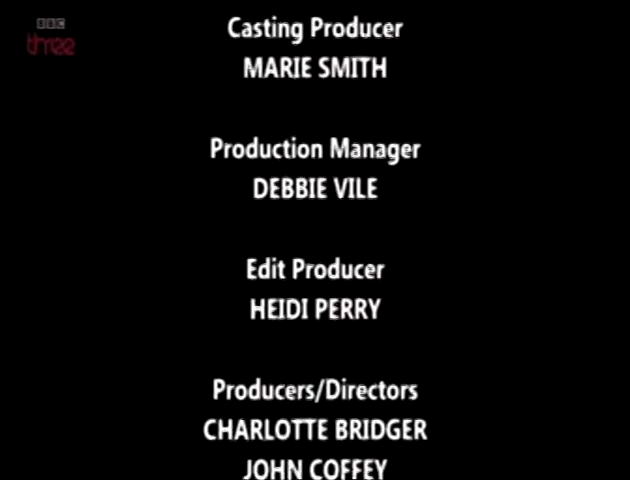 BBC
three
Casting Producer
MARIE SMITH
Production Manager
DEBBIE VILE
Edit Producer
HEIDI PERRY
Producers/Directors
CHARLOTTE BRIDGER
JOHN COFFEY